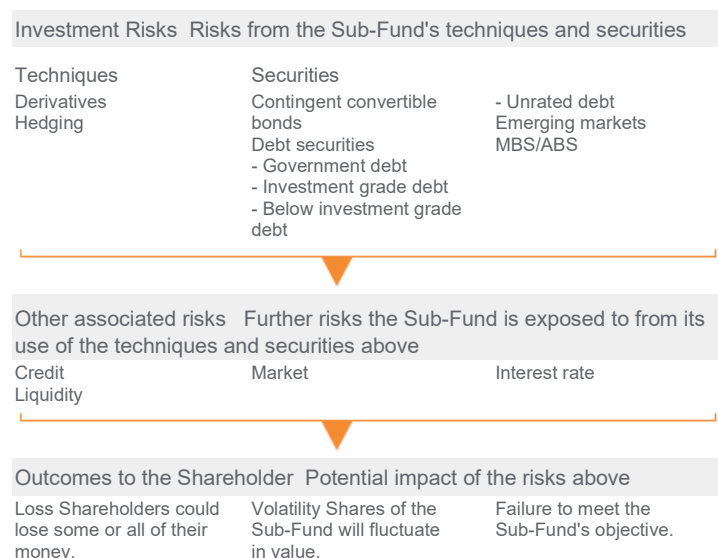 Investment Risks Risks from the Sub-Fund's techniques and securities
Techniques
Derivatives
Hedging
Securities
Contingent convertible
bonds
Debt securities
- Government debt
- Investment grade debt
- Below investment grade
debt
- Unrated debt
Emerging markets
MBS/ABS
Other associated risks Further risks the Sub-Fund is exposed to from its
use of the techniques and securities above
Credit
Liquidity
Market
Interest rate
Outcomes to the Shareholder Potential impact of the risks above
Loss Shareholders could
lose some or all of their
money.
Volatility Shares of the
Sub-Fund will fluctuate
in value.
Failure to meet the
Sub-Fund's objective.